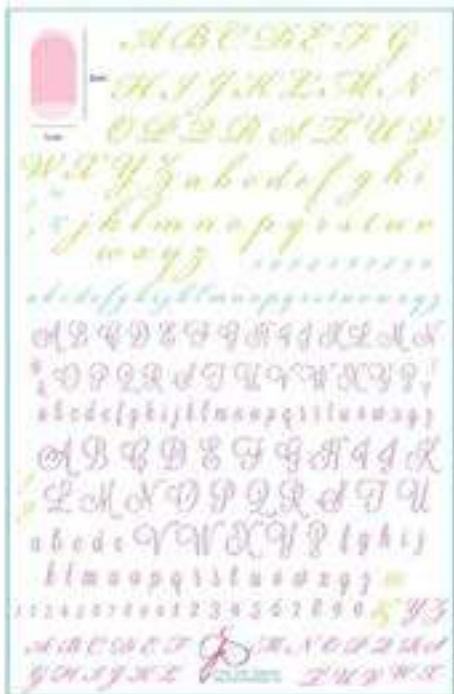 A B C D E F G
H I J K L M N
O P Q R S T U V
W X Y Z a b c d e f g h i
j k l m n o p q r s t u v
w x y z
a b c d e f g h i j k l m n o p q r s t u v w x y z
A B C D E F G H I J K L M N
O P Q R S T U V W X Y Z
a b c d e f g h i j k l m n o p q r s t u v w x y z
A B C D E F G H I J K
L M N O P Q R S T U
a b c d e V W X Y Z f g h i j
k l m n o p q r s t u v w x y z
1 2 3 4 5 6 7 8 9 0 1 2 3 4 5 6 7 8 9 0 Y Z
A B C D E F M N O P Q R S
G H I J K L T U V W X